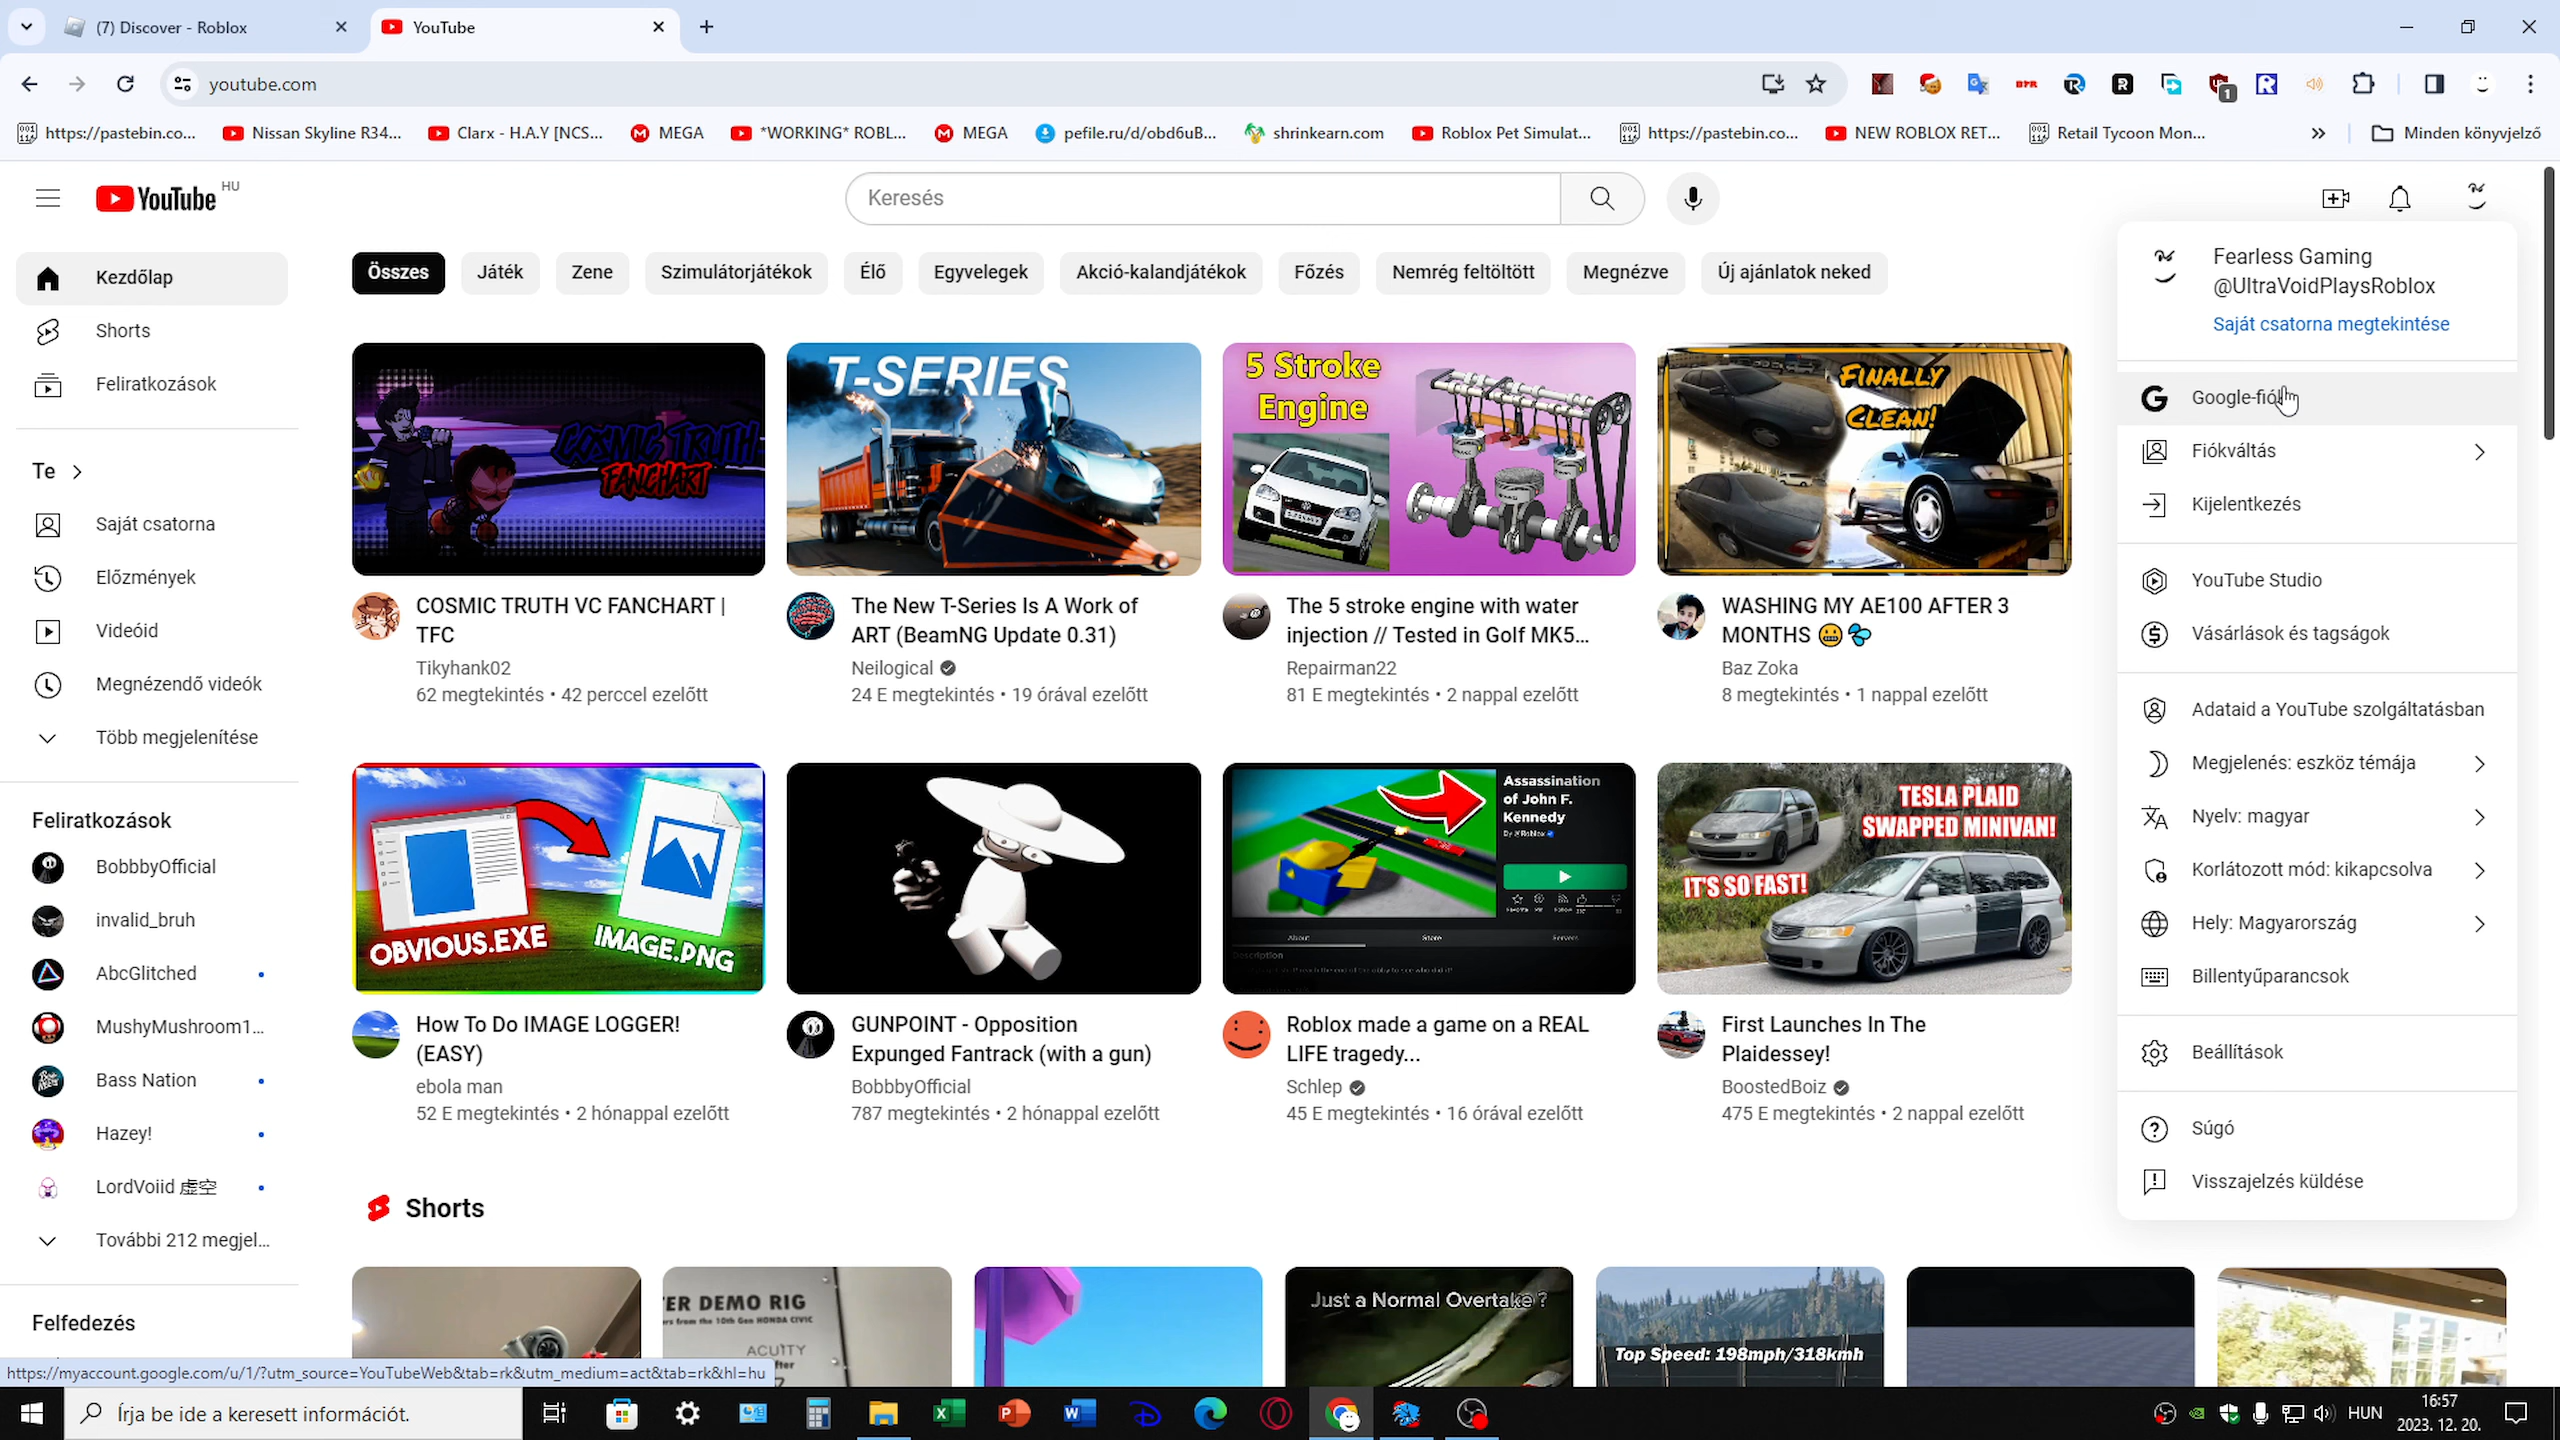 (7) Discover - Roblox
YouTube
youtube.com
1
https://pastebin.co...
Nissan Skyline R34...
Clarx - H.A.Y [NCS...
MEGA
*WORKING* ROBL...
MEGA
pefile.ru/d/obd6uB...
shrinkearn.com
Roblox Pet Simulat...
https://pastebin.co...
NEW ROBLOX RET...
Retail Tycoon Mon...
»
Minden könyvjelző
YouTube HU
Keresés
Kezdőlap
Shorts
Feliratkozások
Te
Saját csatorna
Előzmények
Videóid
Megnézendő videók
Több megjelenítése
Feliratkozások
BobbbyOfficial
invalid_bruh
AbcGlitched
MushyMushroom1...
Bass Nation
Hazey!
LordVoiid 虚空
További 212 megjel...
Felfedezés
Összes
Játék
Zene
Szimulátorjátékok
Élő
Egyvelegek
Akció-kalandjátékok
Főzés
Nemrég feltöltött
Megnézve
Új ajánlatok neked
COSMIC TRUTH
FANCHART
COSMIC TRUTH VC FANCHART |
TFC
Tikyhank02
62 megtekintés • 42 perccel ezelőtt
T-SERIES
The New T-Series Is A Work of
ART (BeamNG Update 0.31)
Neilogical
24 E megtekintés • 19 órával ezelőtt
5 Stroke
Engine
The 5 stroke engine with water
injection // Tested in Golf MK5...
Repairman22
81 E megtekintés • 2 nappal ezelőtt
FINALLY
CLEAN!
WASHING MY AE100 AFTER 3
MONTHS 😬💦
Baz Zoka
8 megtekintés • 1 nappal ezelőtt
OBVIOUS.EXE
IMAGE.PNG
How To Do IMAGE LOGGER!
(EASY)
ebola man
52 E megtekintés • 2 hónappal ezelőtt
GUNPOINT - Opposition
Expunged Fantrack (with a gun)
BobbbyOfficial
787 megtekintés • 2 hónappal ezelőtt
Assassination
of John F.
Kennedy
About
Store
Servers
Description
Roblox made a game on a REAL
LIFE tragedy...
Schlep
45 E megtekintés • 16 órával ezelőtt
TESLA PLAID
SWAPPED MINIVAN!
IT'S SO FAST!
First Launches In The
Plaidessey!
BoostedBoiz
475 E megtekintés • 2 nappal ezelőtt
Shorts
ER DEMO RIG
rs from the 10th Gen HONDA CIVIC
ACUITY
Just a Normal Overtake ?
Top Speed: 198mph/318kmh
Fearless Gaming
@UltraVoidPlaysRoblox
Saját csatorna megtekintése
Google-fiók
Fiókváltás
Kijelentkezés
YouTube Studio
Vásárlások és tagságok
Adataid a YouTube szolgáltatásban
Megjelenés: eszköz témája
Nyelv: magyar
Korlátozott mód: kikapcsolva
Hely: Magyarország
Billentyűparancsok
Beállítások
Súgó
Visszajelzés küldése
https://myaccount.google.com/u/1/?utm_source=YouTubeWeb&tab=rk&utm_medium=act&tab=rk&hl=hu
Írja be ide a keresett információt.
HUN
16:57
2023. 12. 20.